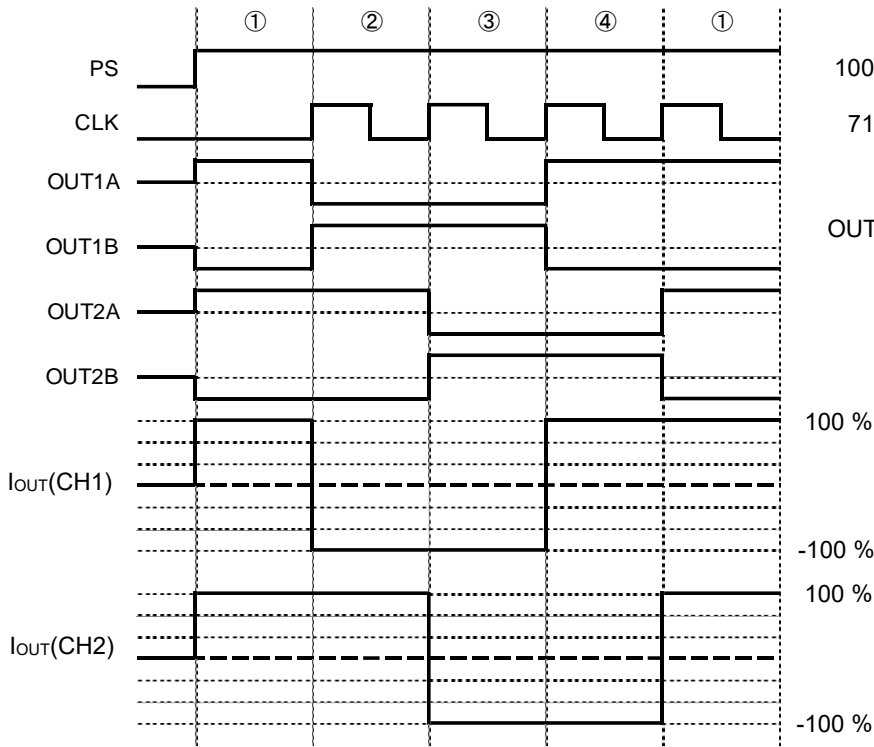 ① ② ③ ④ ①
PS
100
CLK
71
OUT1A
OUT1B
OUT
OUT2A
OUT2B
100 %
IOUT(CH1)
-100 %
100 %
IOUT(CH2)
-100 %